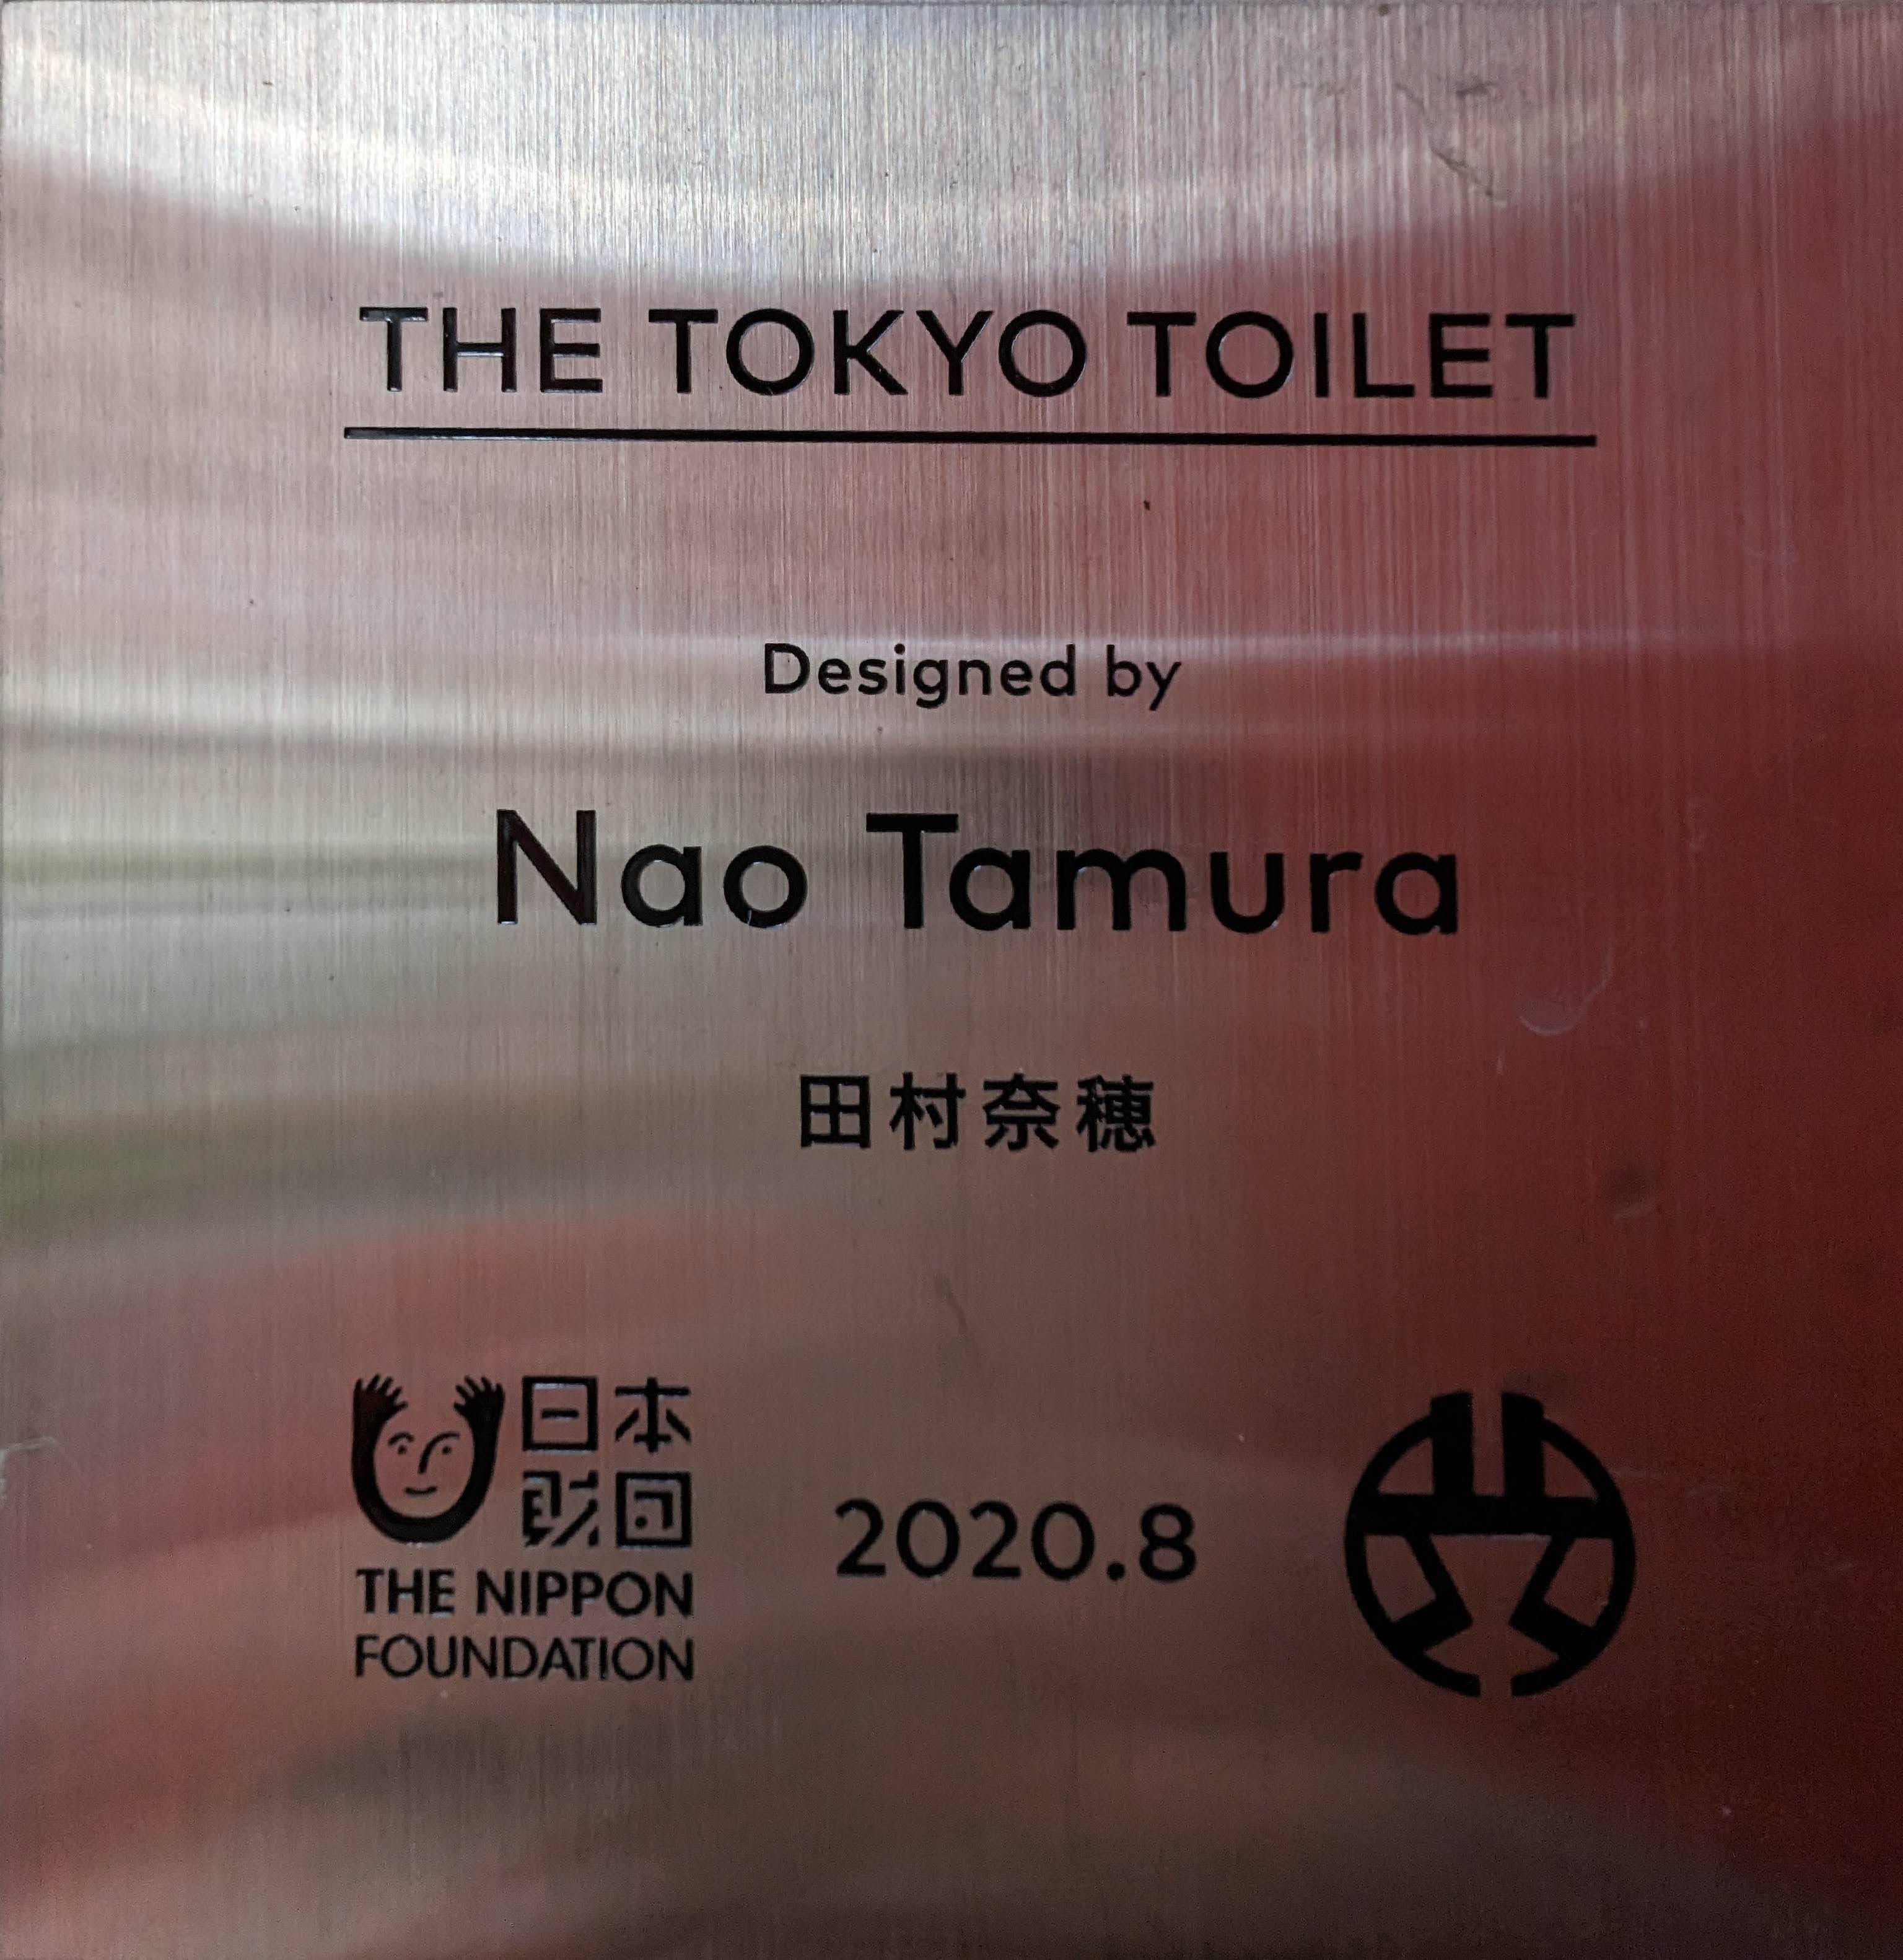 THE TOKYO TOILET
Designed by
Nao Tamura
田村奈穂
日本
財団
THE NIPPON
FOUNDATION
2020.8